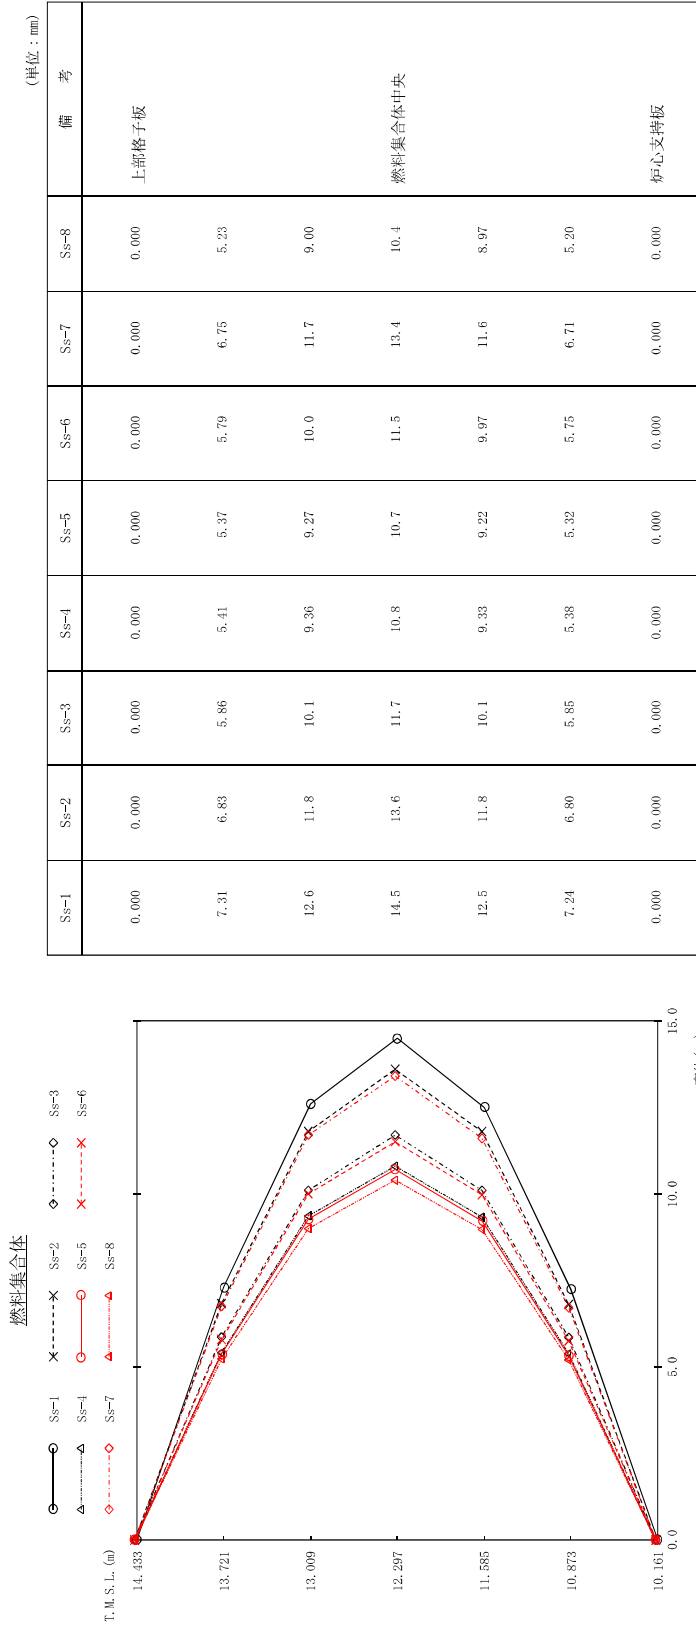 燃料集合体
Ss-1 Ss-2 Ss-3
Ss-4 Ss-5 Ss-6
Ss-7 Ss-8
T.M.S.L.(m)
14.433
13.721
13.009
12.297
11.585
10.873
10.161
0.0 5.0 10.0 15.0
(単位:mm)
Ss-1 Ss-2 Ss-3 Ss-4 Ss-5 Ss-6 Ss-7 Ss-8 備 考
0.000 0.000 0.000 0.000 0.000 0.000 0.000 0.000 上部格子板
7.31 6.83 5.86 5.41 5.37 5.79 6.75 5.23
12.6 11.8 10.1 9.36 9.27 10.0 11.7 9.00
14.5 13.6 11.7 10.8 10.7 11.5 13.4 10.4 燃料集合体中央
12.5 11.8 10.1 9.33 9.22 9.97 11.6 8.97
7.24 6.80 5.85 5.38 5.32 5.75 6.71 5.20
0.000 0.000 0.000 0.000 0.000 0.000 0.000 0.000 炉心支持板